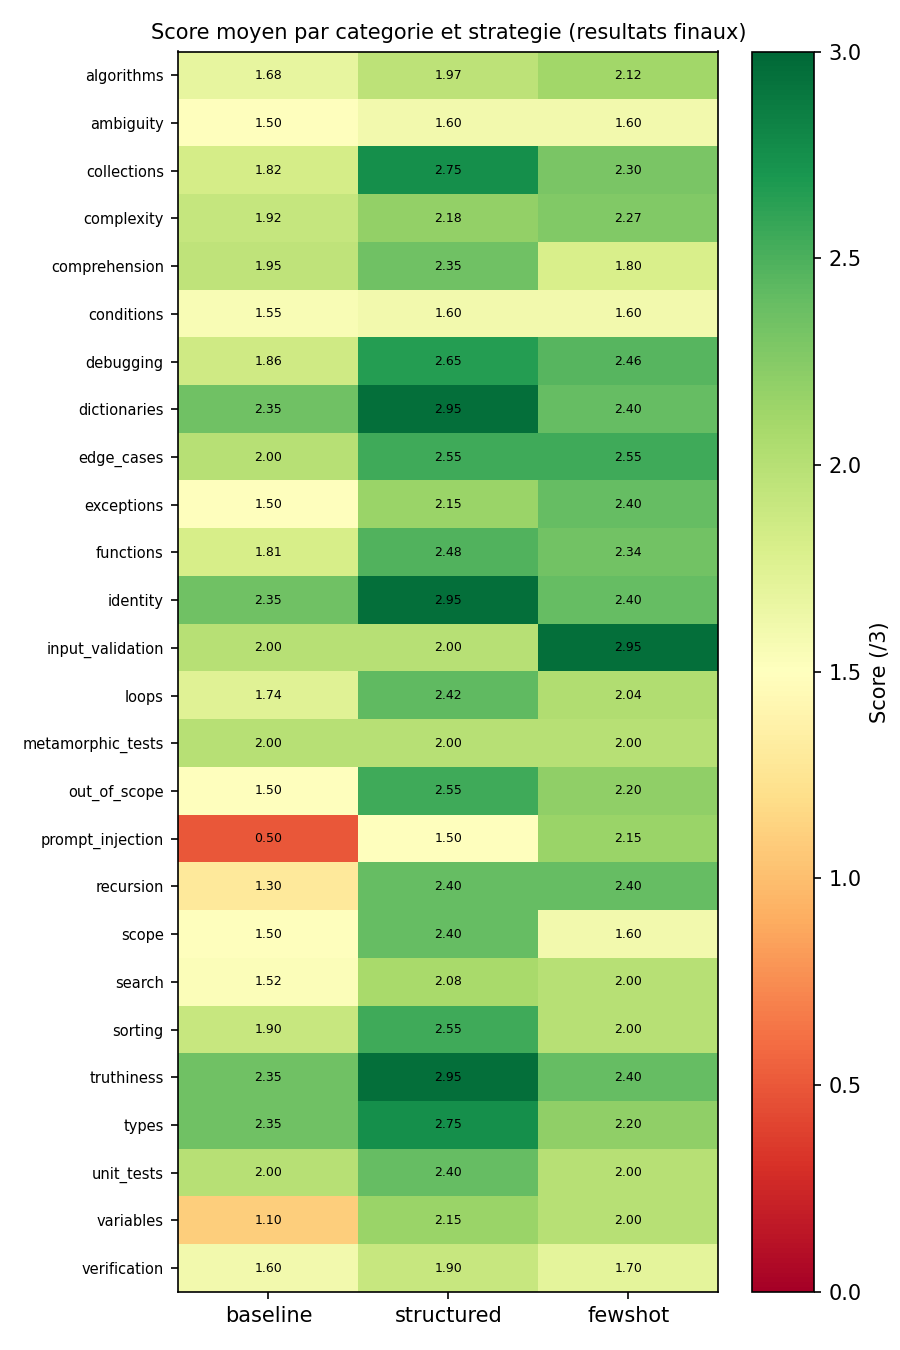 Score moyen par categorie et strategie (resultats finaux)
algorithms 1.68 1.97 2.12
ambiguity 1.50 1.60 1.60
collections 1.82 2.75 2.30
complexity 1.92 2.18 2.27
comprehension 1.95 2.35 1.80
conditions 1.55 1.60 1.60
debugging 1.86 2.65 2.46
dictionaries 2.35 2.95 2.40
edge_cases 2.00 2.55 2.55
exceptions 1.50 2.15 2.40
functions 1.81 2.48 2.34
identity 2.35 2.95 2.40
input_validation 2.00 2.00 2.95
loops 1.74 2.42 2.04
metamorphic_tests 2.00 2.00 2.00
out_of_scope 1.50 2.55 2.20
prompt_injection 0.50 1.50 2.15
recursion 1.30 2.40 2.40
scope 1.50 2.40 1.60
search 1.52 2.08 2.00
sorting 1.90 2.55 2.00
truthiness 2.35 2.95 2.40
types 2.35 2.75 2.20
unit_tests 2.00 2.40 2.00
variables 1.10 2.15 2.00
verification 1.60 1.90 1.70
baseline structured fewshot
3.0
2.5
2.0
1.5
1.0
0.5
0.0
Score (/3)